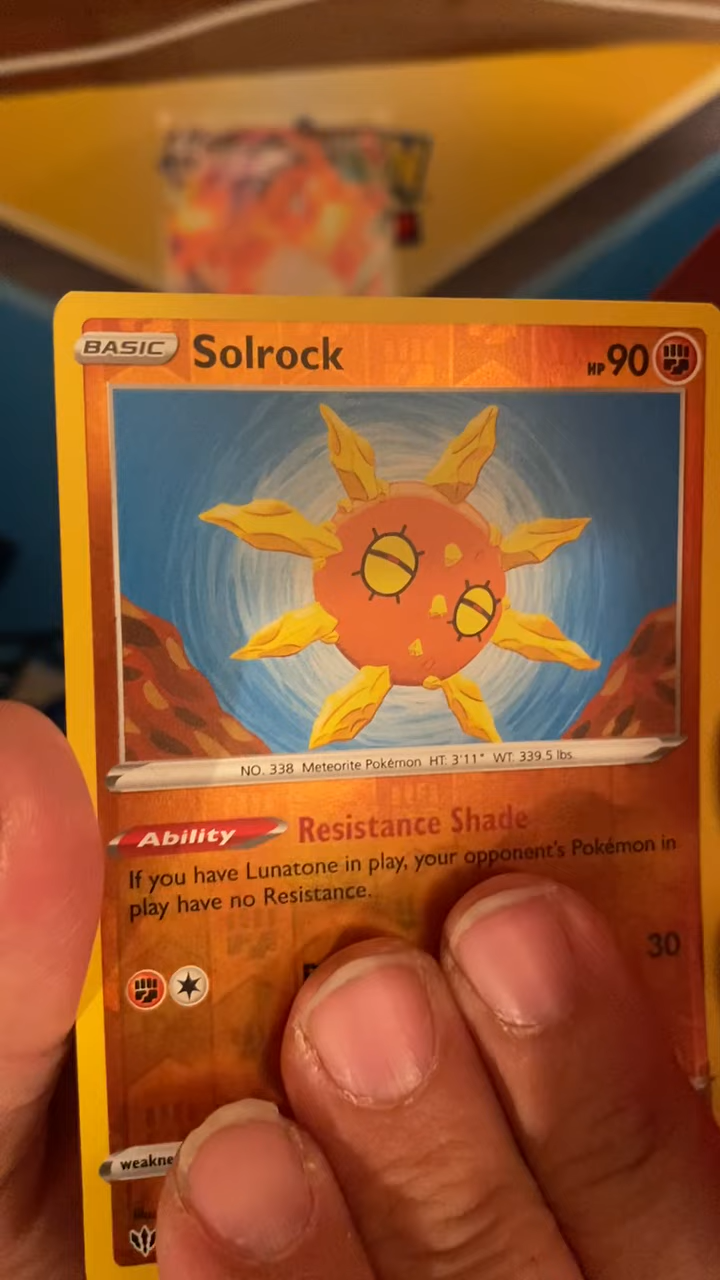 BASIC Solrock HP 90
NO. 338 Meteorite Pokémon HT: 3'11" WT: 339.5 lbs.
Ability Resistance Shade
If you have Lunatone in play, your opponent's Pokémon in
play have no Resistance.
30
weakne